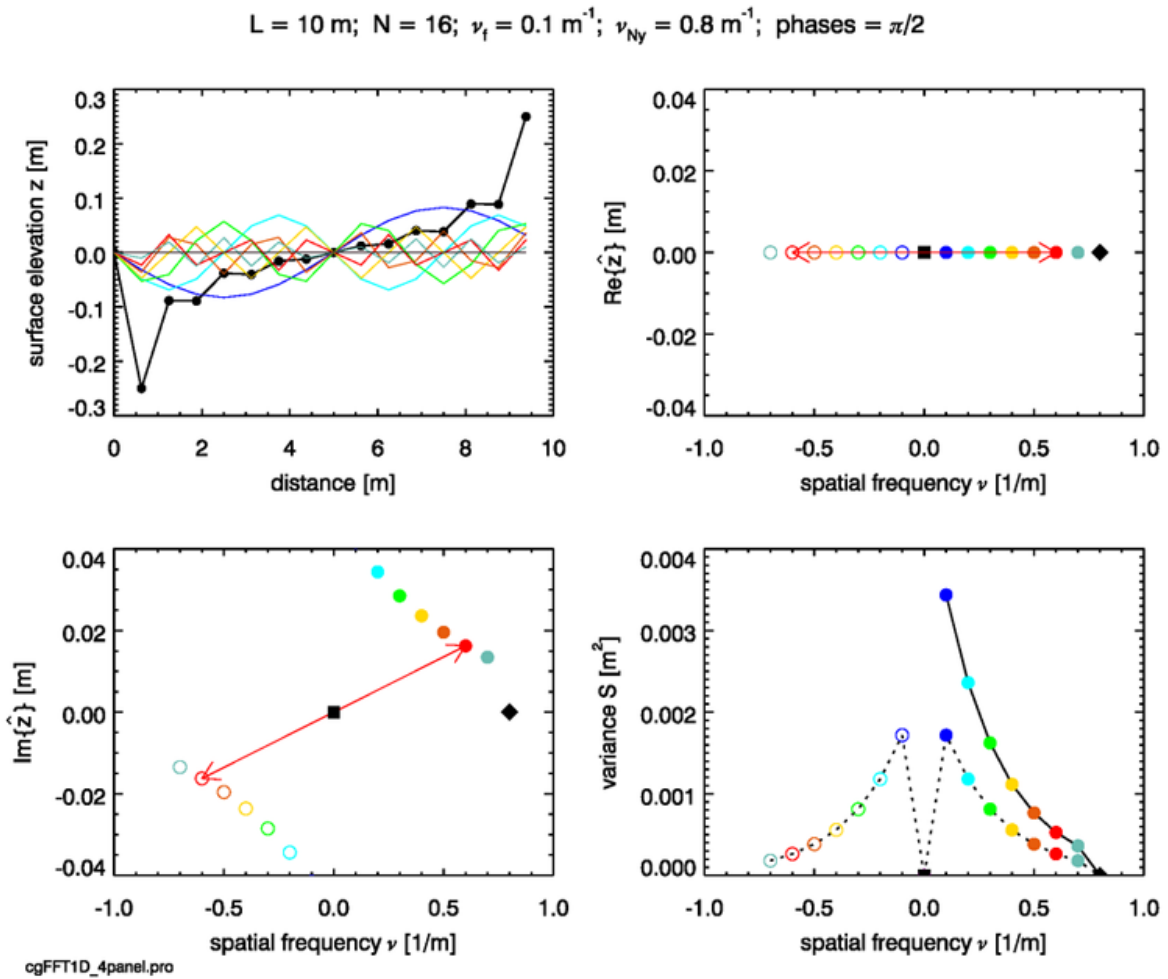 L = 10 m; N = 16; ν_f = 0.1 m⁻¹; ν_Ny = 0.8 m⁻¹; phases = π/2
surface elevation z [m]
0.3
0.2
0.1
0.0
-0.1
-0.2
-0.3
0 2 4 6 8 10
distance [m]
Re{ẑ} [m]
0.04
0.02
0.00
-0.02
-0.04
-1.0 -0.5 0.0 0.5 1.0
spatial frequency ν [1/m]
Im{ẑ} [m]
0.04
0.02
0.00
-0.02
-0.04
-1.0 -0.5 0.0 0.5 1.0
spatial frequency ν [1/m]
variance S [m²]
0.004
0.003
0.002
0.001
0.000
-1.0 -0.5 0.0 0.5 1.0
spatial frequency ν [1/m]
cgFFT1D_4panel.pro